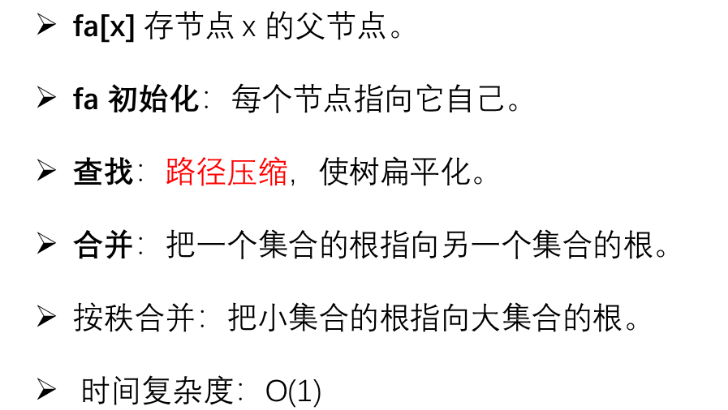 ➢ fa[x] 存节点 x 的父节点。
➢ fa 初始化：每个节点指向它自己。
➢ 查找：路径压缩，使树扁平化。
➢ 合并：把一个集合的根指向另一个集合的根。
➢ 按秩合并：把小集合的根指向大集合的根。
➢ 时间复杂度：O(1)